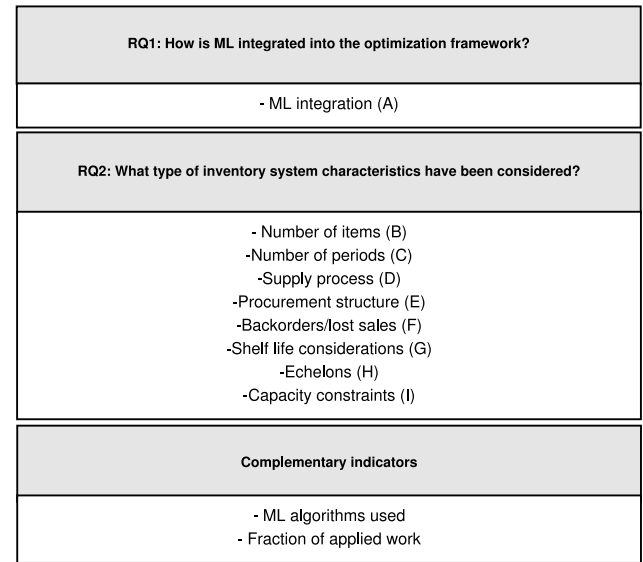 RQ1: How is ML integrated into the optimization framework?
- ML integration (A)
RQ2: What type of inventory system characteristics have been considered?
- Number of items (B)
-Number of periods (C)
-Supply process (D)
-Procurement structure (E)
-Backorders/lost sales (F)
-Shelf life considerations (G)
-Echelons (H)
-Capacity constraints (I)
Complementary indicators
- ML algorithms used
- Fraction of applied work